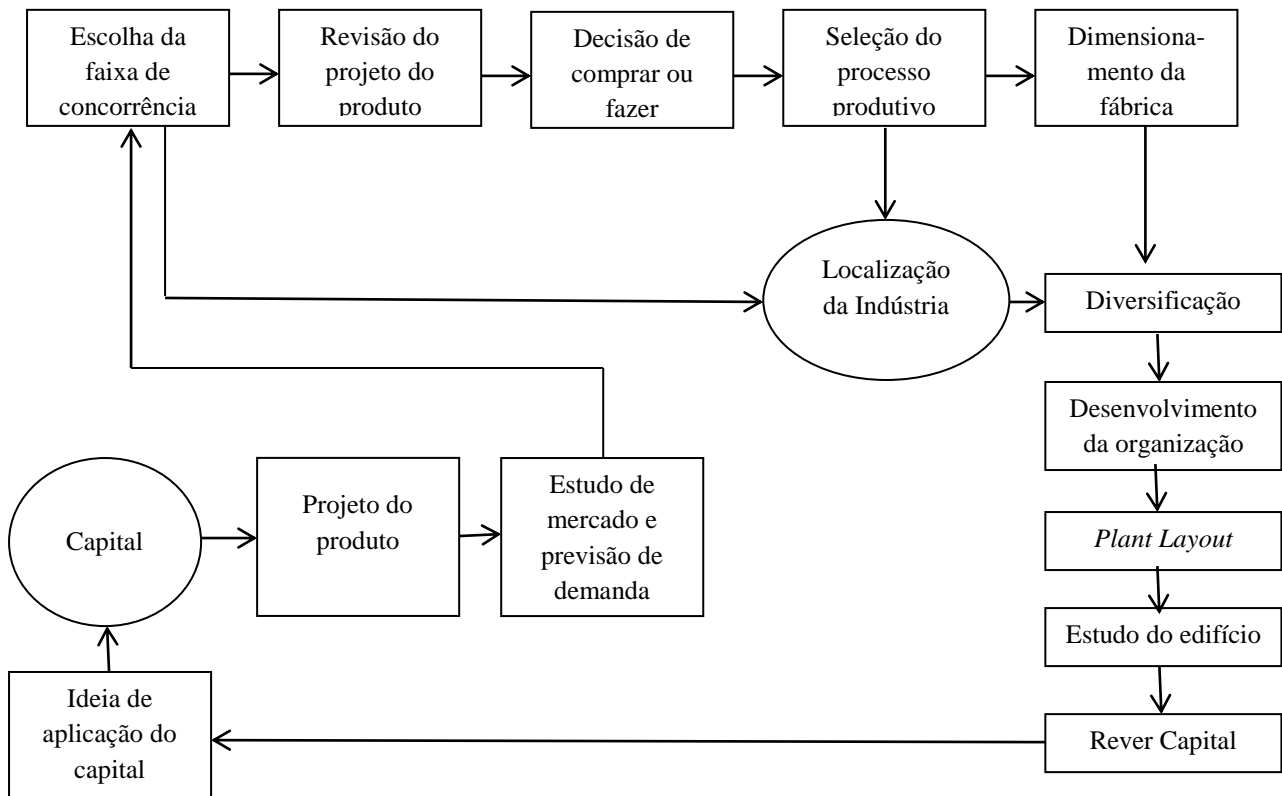 Escolha da
faixa de
concorrência
Revisão do
projeto do
produto
Decisão de
comprar ou
fazer
Seleção do
processo
produtivo
Dimensiona-
mento da
fábrica
Localização
da Indústria
Diversificação
Desenvolvimento
da organização
Capital
Projeto do
produto
Estudo de
mercado e
previsão de
demanda
Plant Layout
Estudo do edifício
Ideia de
aplicação do
capital
Rever Capital